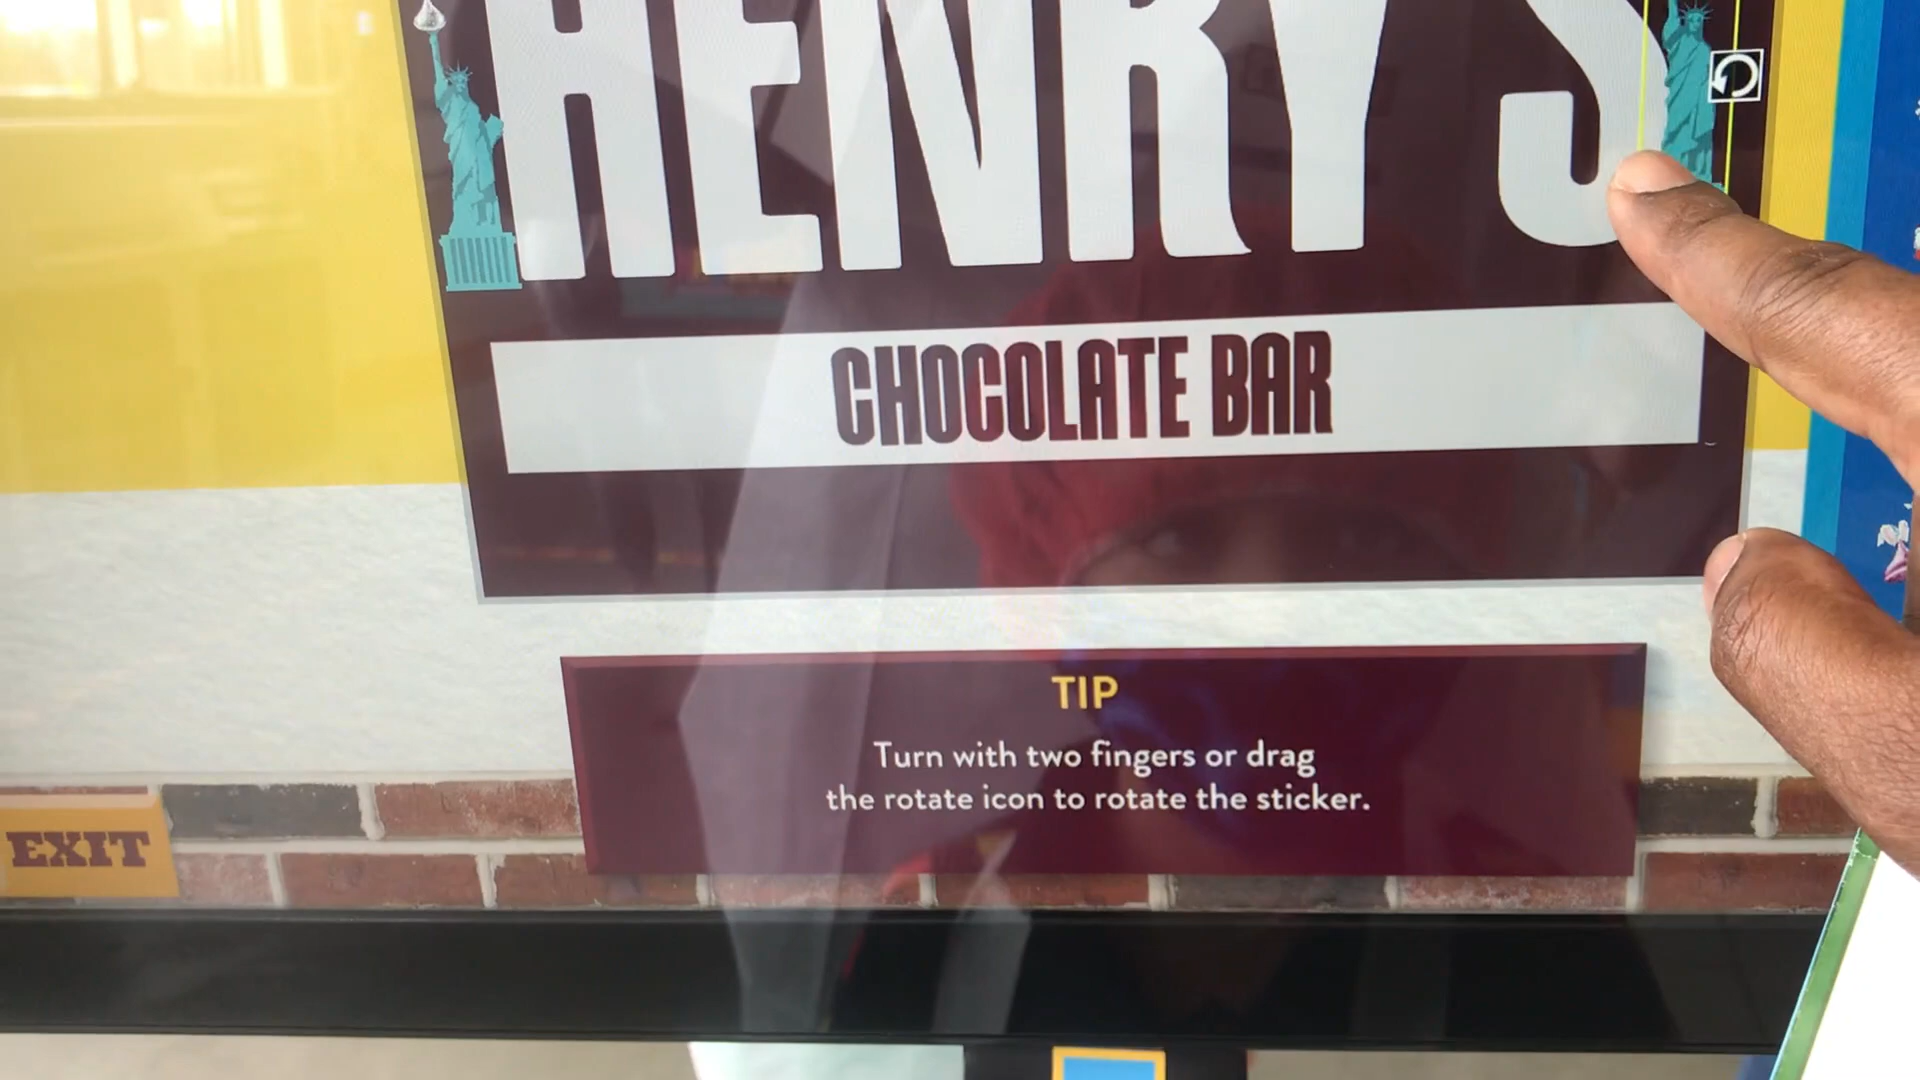 HENRY'S
CHOCOLATE BAR
TIP
Turn with two fingers or drag
the rotate icon to rotate the sticker.
EXIT